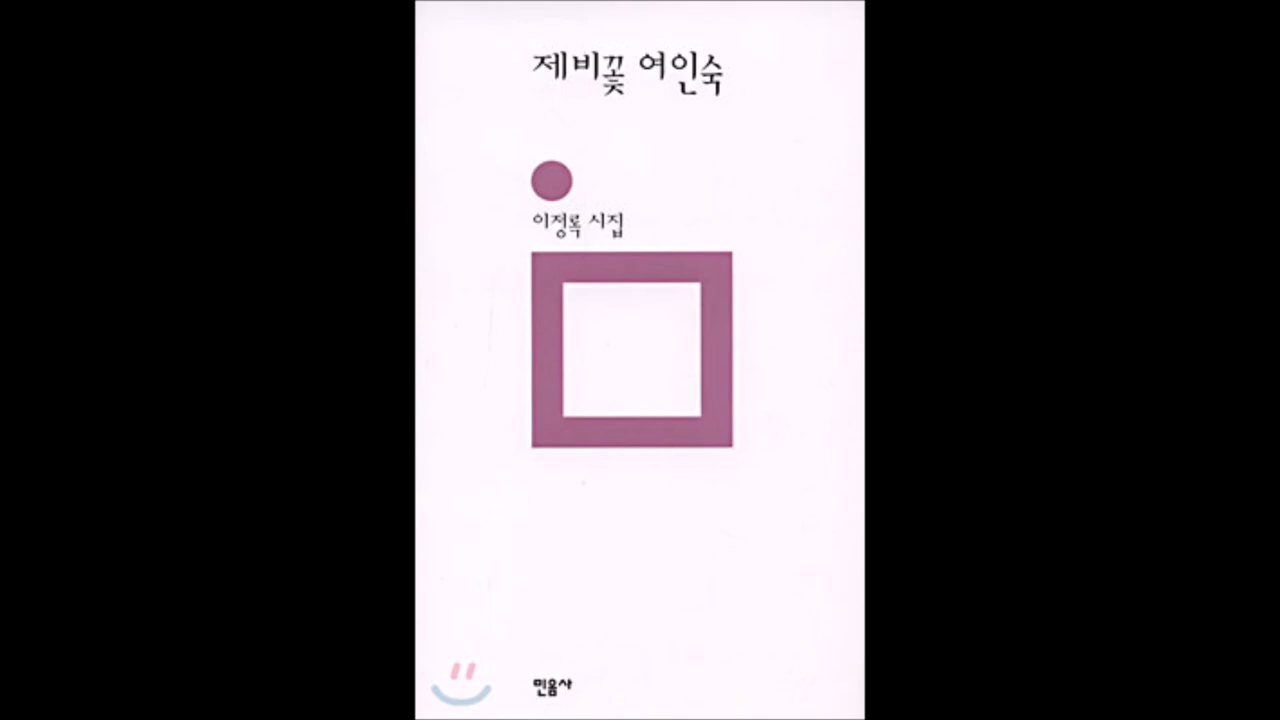 제비꽃 여인숙
이정록 시집
민음사